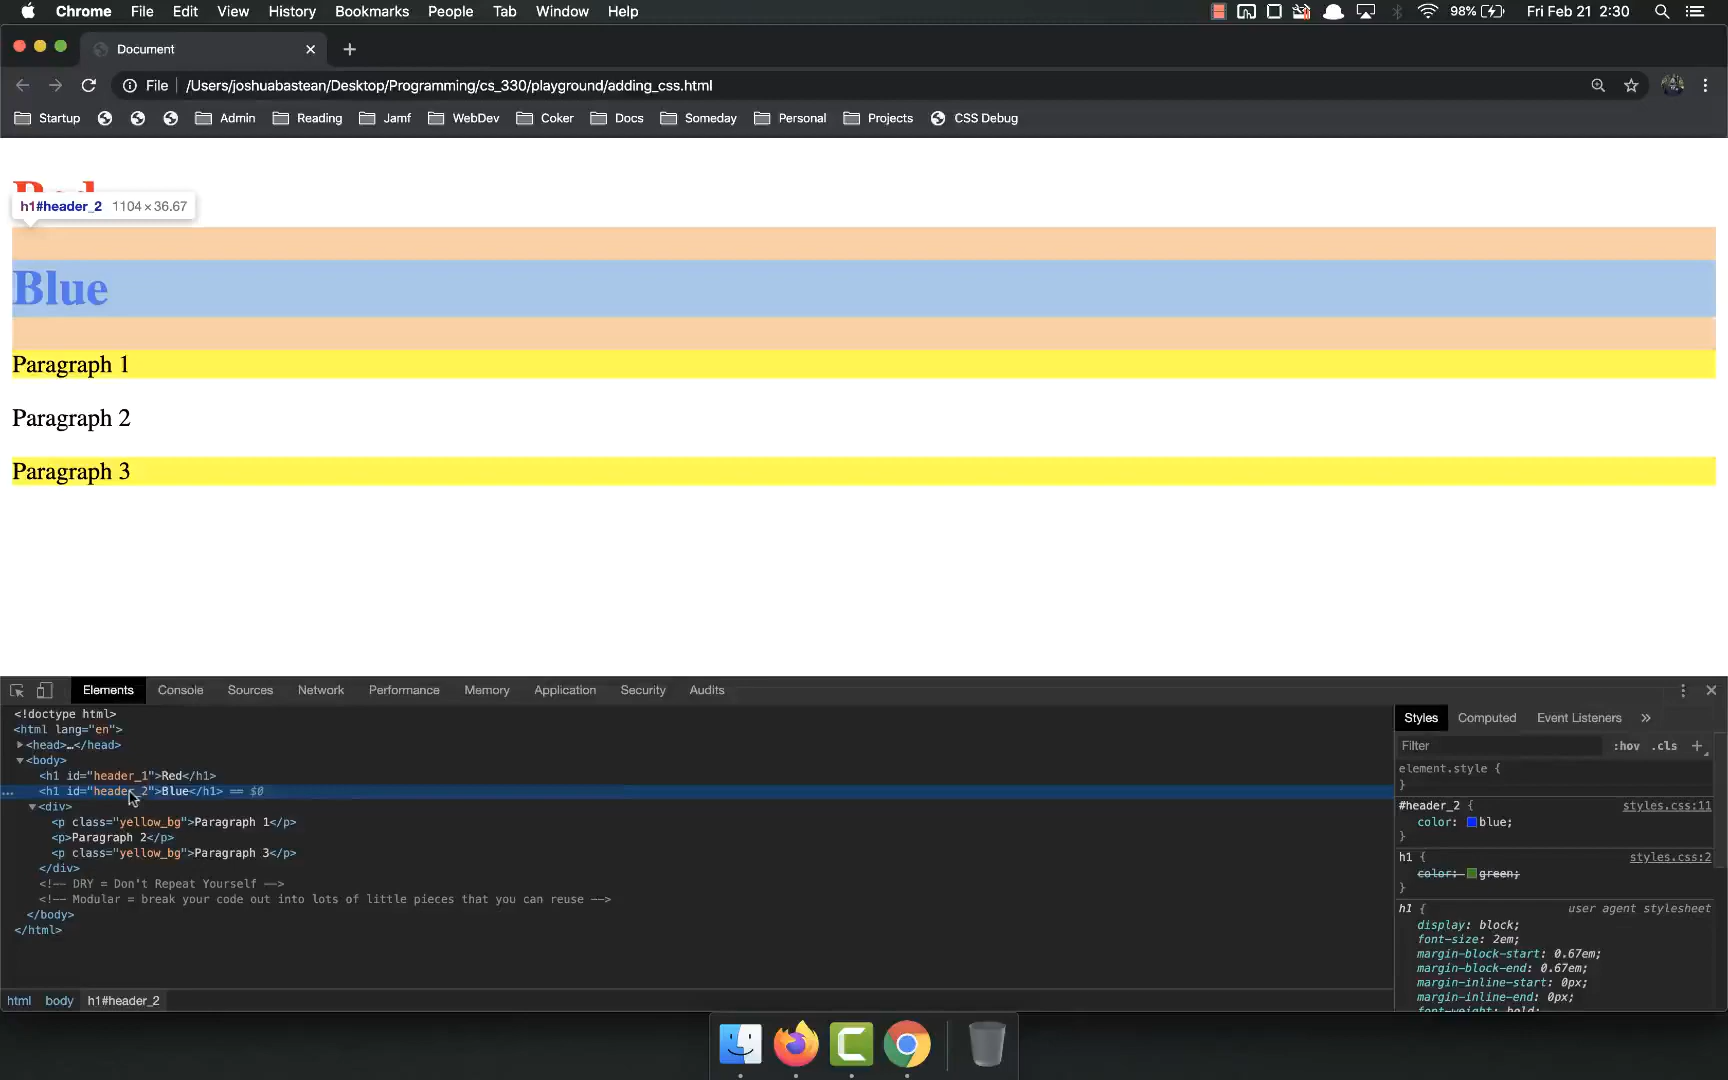 Chrome File Edit View History Bookmarks People Tab Window Help 98% Fri Feb 21 2:30
Document
File /Users/joshuabastean/Desktop/Programming/cs_330/playground/adding_css.html
Startup Admin Reading Jamf WebDev Coker Docs Someday Personal Projects CSS Debug
Red
h1#header_2 1104 × 36.67
Blue
Paragraph 1
Paragraph 2
Paragraph 3
Elements Console Sources Network Performance Memory Application Security Audits
<!doctype html>
<html lang="en">
<head>…</head>
<body>
<h1 id="header_1">Red</h1>
... <h1 id="header_2">Blue</h1> == $0
<div>
<p class="yellow_bg">Paragraph 1</p>
<p>Paragraph 2</p>
<p class="yellow_bg">Paragraph 3</p>
</div>
<!-- DRY = Don't Repeat Yourself -->
<!-- Modular = break your code out into lots of little pieces that you can reuse -->
</body>
</html>
html body h1#header_2
Styles Computed Event Listeners »
Filter :hov .cls +
element.style {
}
#header_2 { styles.css:11
color: blue;
}
h1 { styles.css:2
color: green;
}
h1 { user agent stylesheet
display: block;
font-size: 2em;
margin-block-start: 0.67em;
margin-block-end: 0.67em;
margin-inline-start: 0px;
margin-inline-end: 0px;
font-weight: bold;